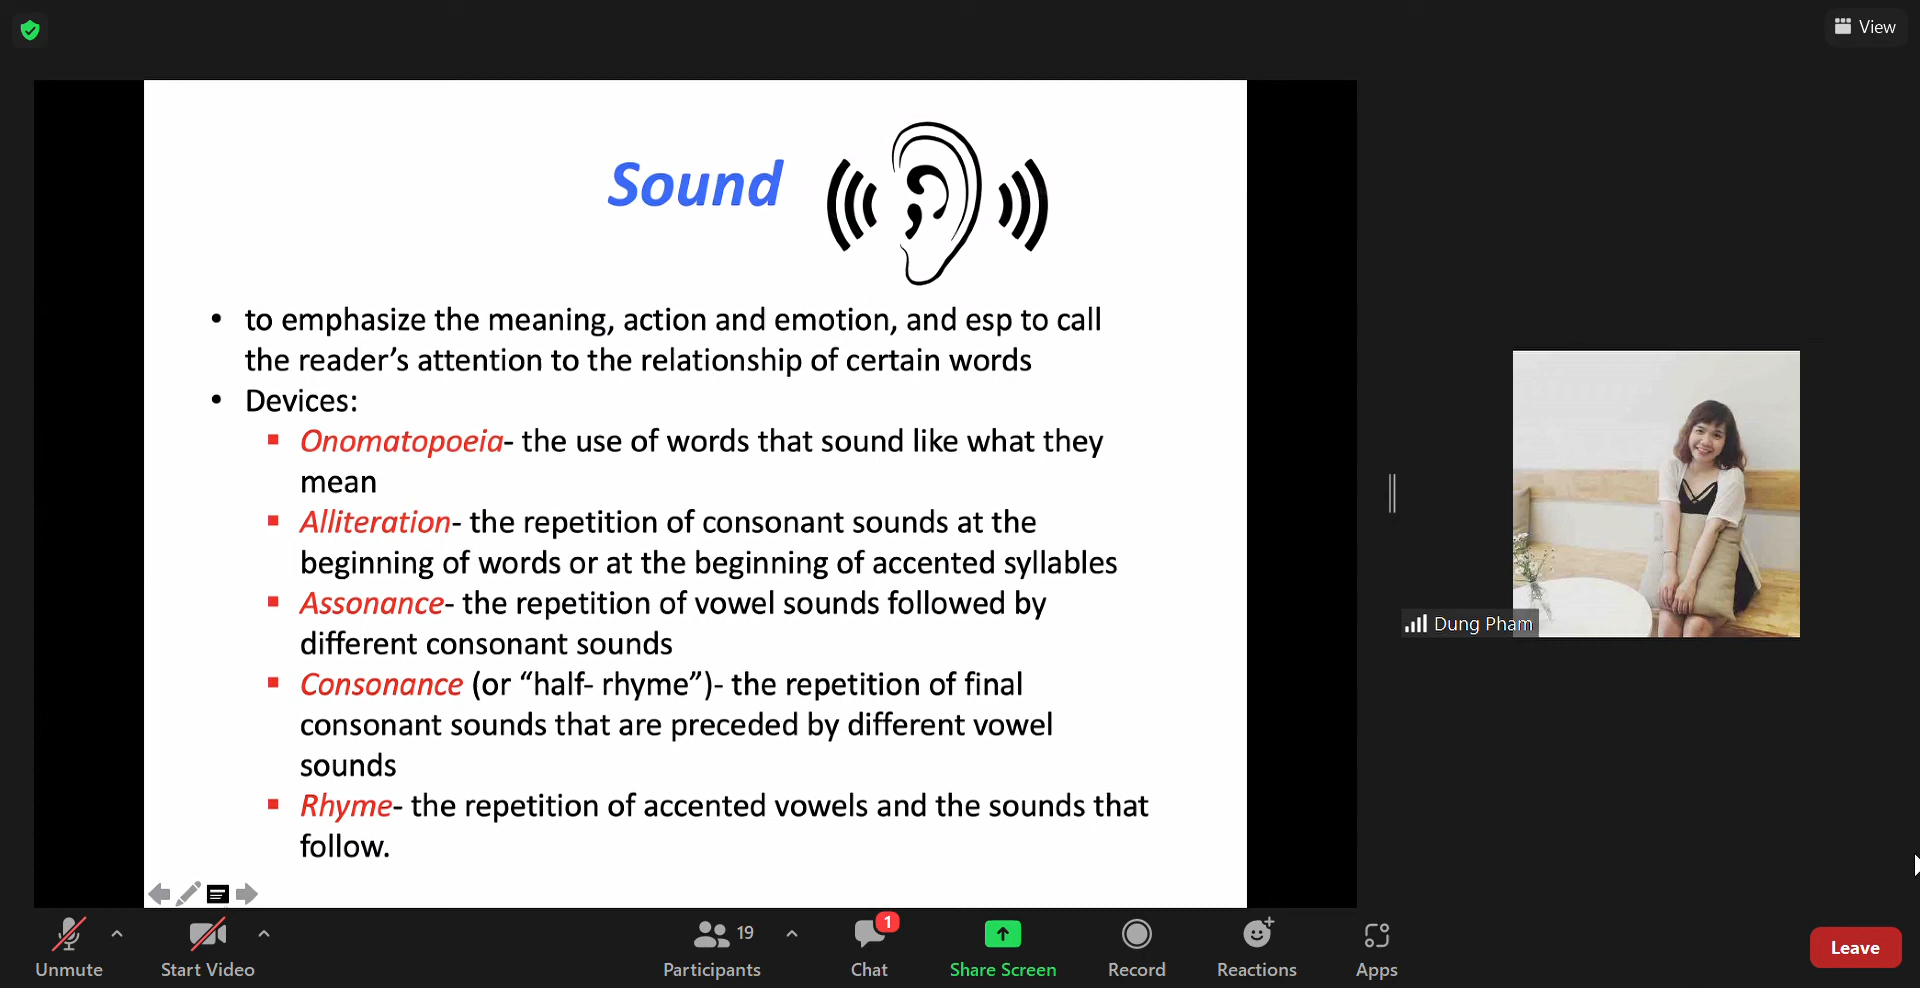 View
Sound
• to emphasize the meaning, action and emotion, and esp to call
the reader’s attention to the relationship of certain words
• Devices:
▪ Onomatopoeia- the use of words that sound like what they
mean
▪ Alliteration- the repetition of consonant sounds at the
beginning of words or at the beginning of accented syllables
▪ Assonance- the repetition of vowel sounds followed by
different consonant sounds
▪ Consonance (or “half- rhyme”)- the repetition of final
consonant sounds that are preceded by different vowel
sounds
▪ Rhyme- the repetition of accented vowels and the sounds that
follow.
Dung Pham
19
1
Unmute
Start Video
Participants
Chat
Share Screen
Record
Reactions
Apps
Leave